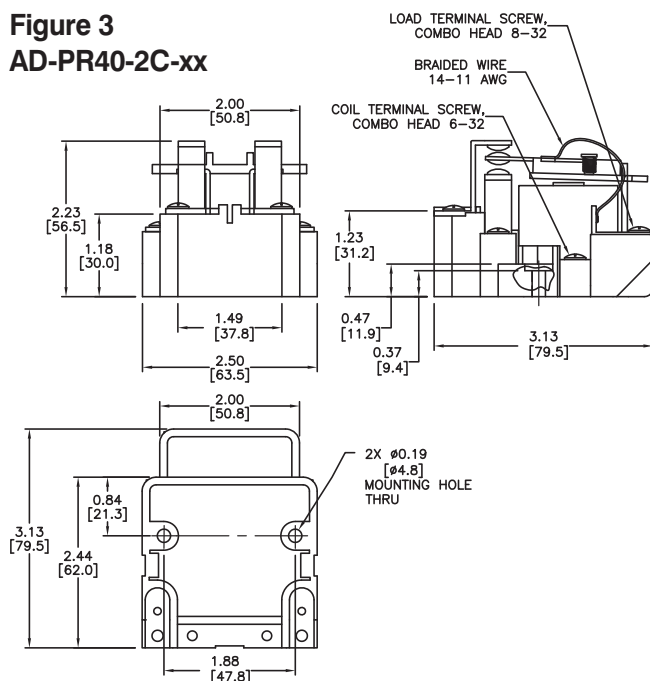 Figure 3
AD-PR40-2C-xx
LOAD TERMINAL SCREW,
COMBO HEAD 8-32
BRAIDED WIRE
14-11 AWG
COIL TERMINAL SCREW,
COMBO HEAD 6-32
2.00
[50.8]
2.23
[56.5]
1.18
[30.0]
1.49
[37.8]
2.50
[63.5]
1.23
[31.2]
0.47
[11.9]
0.37
[9.4]
3.13
[79.5]
2.00
[50.8]
2X ø0.19
[ø4.8]
MOUNTING HOLE
THRU
0.84
[21.3]
3.13
[79.5]
2.44
[62.0]
1.88
[47.8]